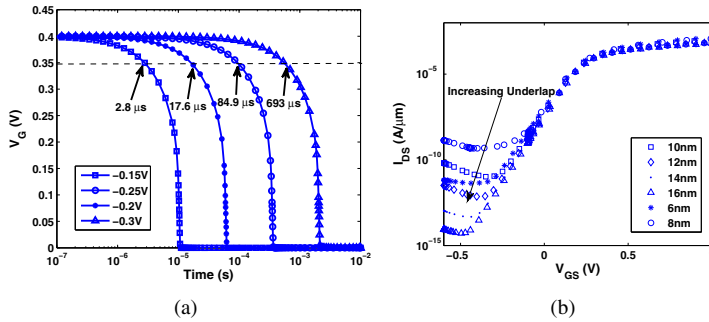 0.45
0.4
0.35
0.3
0.25
0.2
0.15
0.1
0.05
0
V_G (V)
2.8 μs
17.6 μs
84.9 μs
693 μs
−0.15V
−0.25V
−0.2V
−0.3V
10^-7
10^-6
10^-5
10^-4
10^-3
10^-2
Time (s)
(a)
I_DS (A/μm)
10^-5
10^-10
10^-15
Increasing Underlap
10nm
12nm
14nm
16nm
6nm
8nm
−0.5
0
0.5
V_GS (V)
(b)